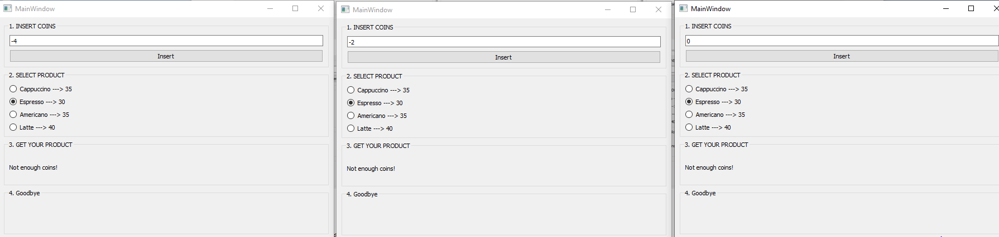 MainWindow
1. INSERT COINS
-4
Insert
2. SELECT PRODUCT
Cappuccino ---> 35
Espresso ---> 30
Americano ---> 35
Latte ---> 40
3. GET YOUR PRODUCT
Not enough coins!
4. Goodbye
MainWindow
1. INSERT COINS
-2
Insert
2. SELECT PRODUCT
Cappuccino ---> 35
Espresso ---> 30
Americano ---> 35
Latte ---> 40
3. GET YOUR PRODUCT
Not enough coins!
4. Goodbye
MainWindow
1. INSERT COINS
0
Insert
2. SELECT PRODUCT
Cappuccino ---> 35
Espresso ---> 30
Americano ---> 35
Latte ---> 40
3. GET YOUR PRODUCT
Not enough coins!
4. Goodbye